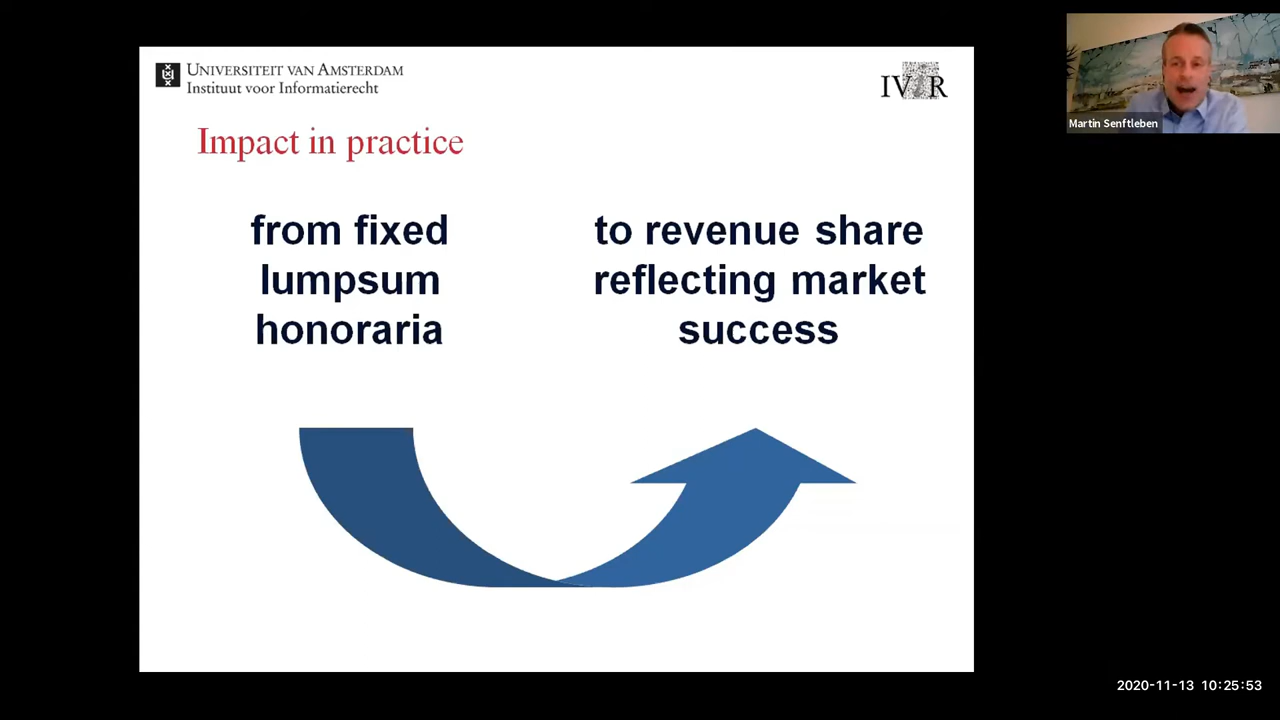 UNIVERSITEIT VAN AMSTERDAM
Instituut voor Informatierecht
IViR
Martin Senftleben
Impact in practice
from fixed
lumpsum
honoraria
to revenue share
reflecting market
success
2020-11-13 10:25:53